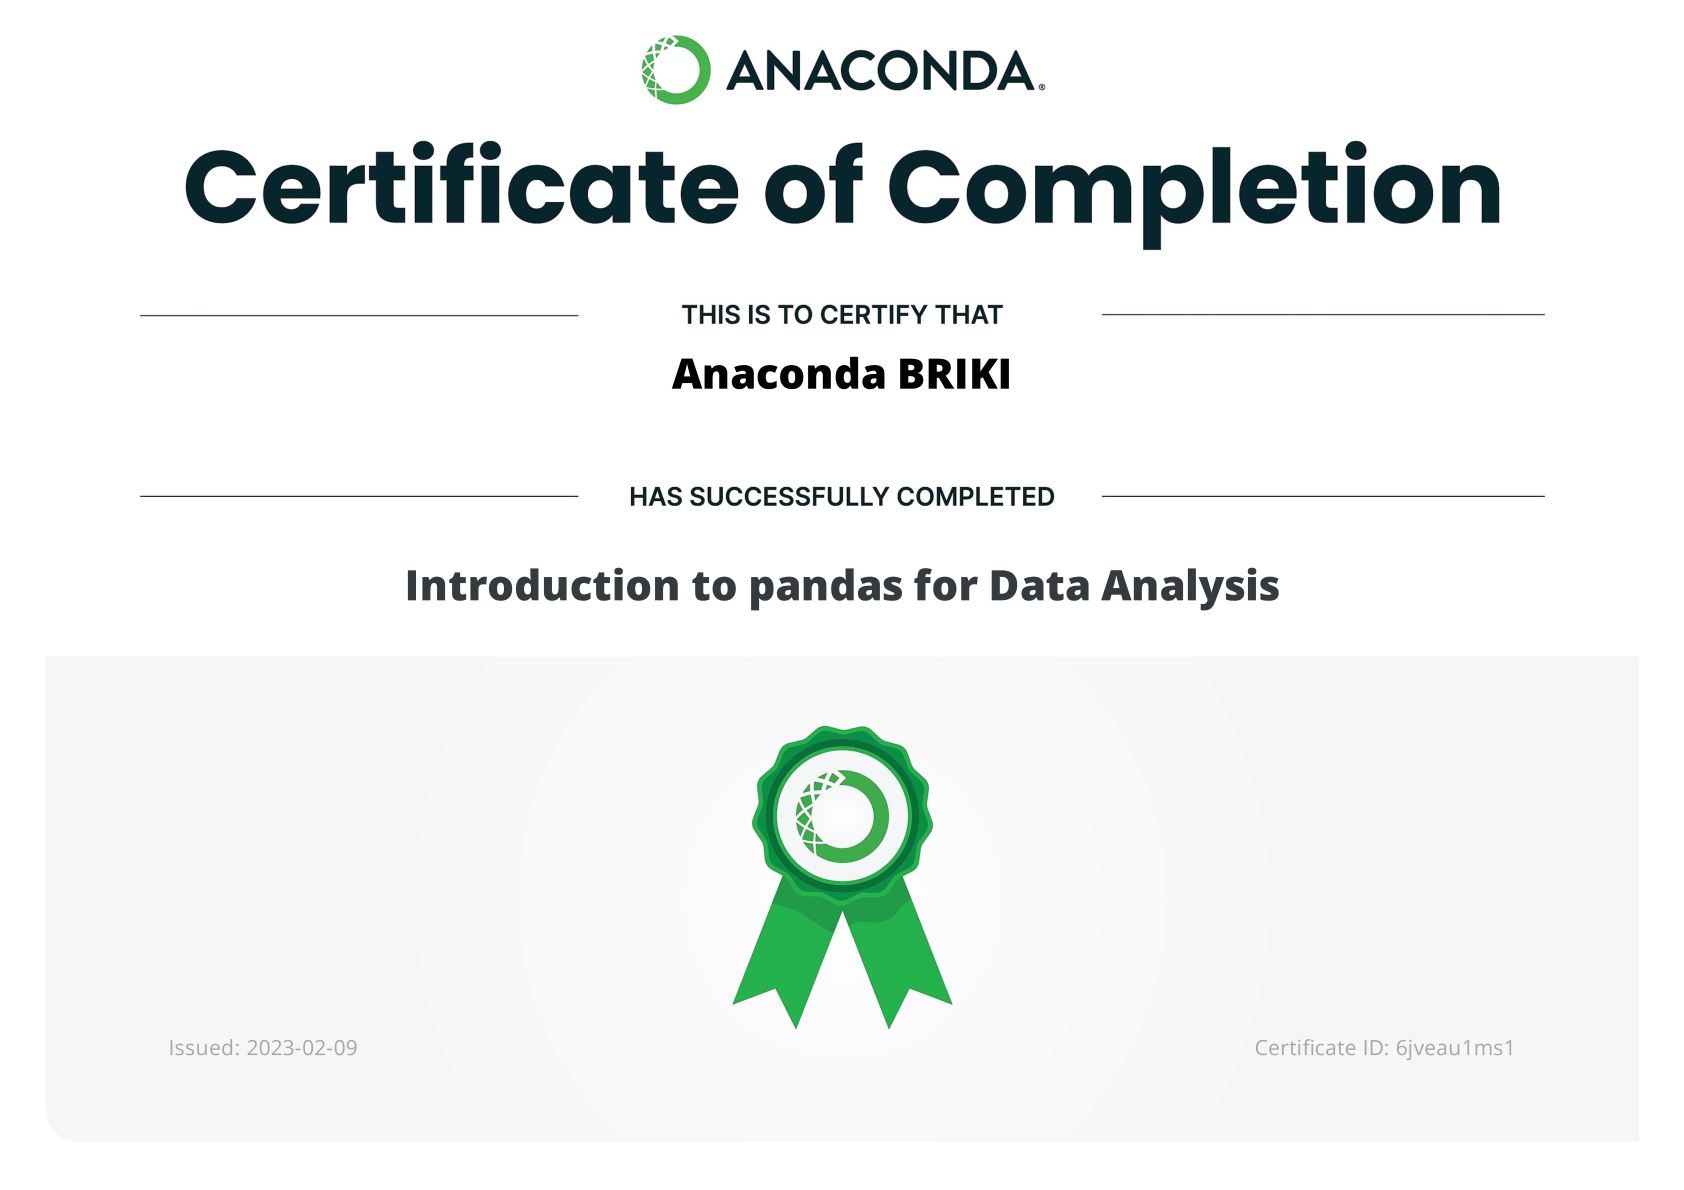 ANACONDA®
Certificate of Completion
THIS IS TO CERTIFY THAT
Anaconda BRIKI
HAS SUCCESSFULLY COMPLETED
Introduction to pandas for Data Analysis
Issued: 2023-02-09
Certificate ID: 6jveau1ms1